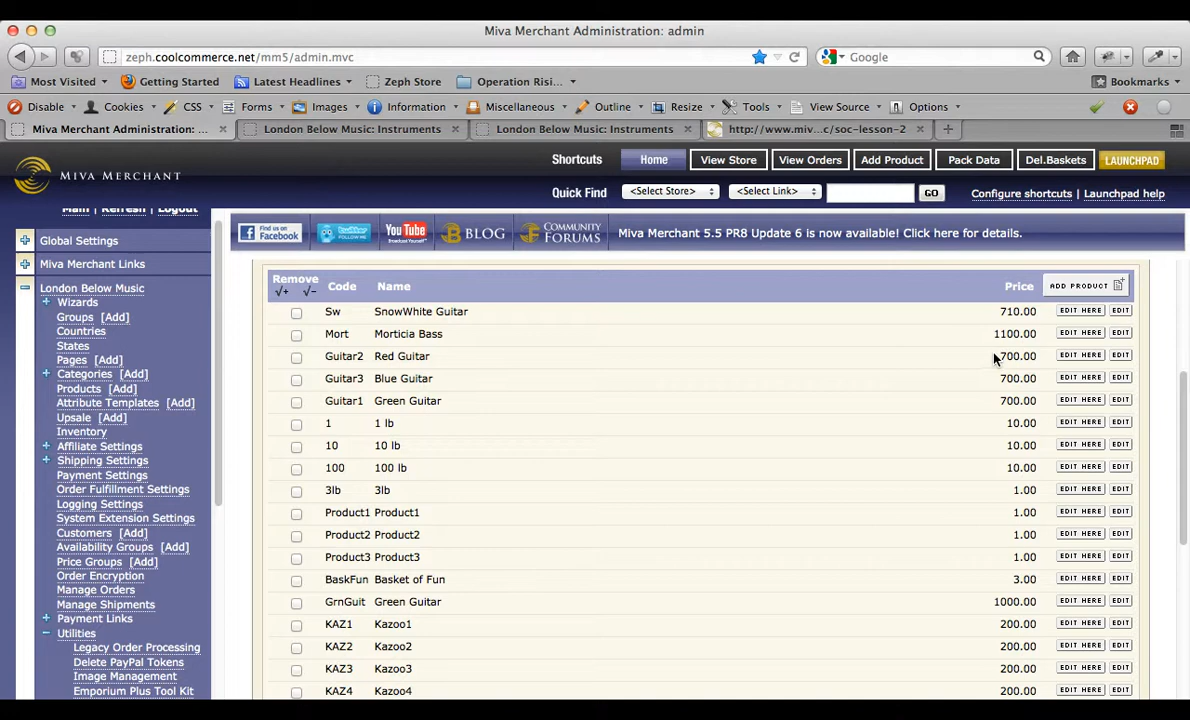 Miva Merchant Administration: admin
zeph.coolcommerce.net/mm5/admin.mvc
Google
Most Visited Getting Started Latest Headlines Zeph Store Operation Risi... Bookmarks
Disable Cookies CSS Forms Images Information Miscellaneous Outline Resize Tools View Source Options
Miva Merchant Administration: ... London Below Music: Instruments London Below Music: Instruments http://www.miv...c/soc-lesson-2
MIVA MERCHANT
Shortcuts Home View Store View Orders Add Product Pack Data Del.Baskets LAUNCHPAD
Quick Find <Select Store> <Select Link> GO Configure shortcuts Launchpad help
Main | Refresh | Logout
Find us on Facebook twitter FOLLOW ME YouTube Broadcast Yourself BLOG COMMUNITY FORUMS Miva Merchant 5.5 PR8 Update 6 is now available! Click here for details.
Global Settings
Miva Merchant Links
London Below Music
Wizards
Groups [Add]
Countries
States
Pages [Add]
Categories [Add]
Products [Add]
Attribute Templates [Add]
Upsale [Add]
Inventory
Affiliate Settings
Shipping Settings
Payment Settings
Order Fulfillment Settings
Logging Settings
System Extension Settings
Customers [Add]
Availability Groups [Add]
Price Groups [Add]
Order Encryption
Manage Orders
Manage Shipments
Payment Links
Utilities
Legacy Order Processing
Delete PayPal Tokens
Image Management
Emporium Plus Tool Kit
Remove Code Name Price ADD PRODUCT
√+ √-
Sw SnowWhite Guitar 710.00 EDIT HERE EDIT
Mort Morticia Bass 1100.00 EDIT HERE EDIT
Guitar2 Red Guitar 700.00 EDIT HERE EDIT
Guitar3 Blue Guitar 700.00 EDIT HERE EDIT
Guitar1 Green Guitar 700.00 EDIT HERE EDIT
1 1 lb 10.00 EDIT HERE EDIT
10 10 lb 10.00 EDIT HERE EDIT
100 100 lb 10.00 EDIT HERE EDIT
3lb 3lb 1.00 EDIT HERE EDIT
Product1 Product1 1.00 EDIT HERE EDIT
Product2 Product2 1.00 EDIT HERE EDIT
Product3 Product3 1.00 EDIT HERE EDIT
BaskFun Basket of Fun 3.00 EDIT HERE EDIT
GrnGuit Green Guitar 1000.00 EDIT HERE EDIT
KAZ1 Kazoo1 200.00 EDIT HERE EDIT
KAZ2 Kazoo2 200.00 EDIT HERE EDIT
KAZ3 Kazoo3 200.00 EDIT HERE EDIT
KAZ4 Kazoo4 200.00 EDIT HERE EDIT